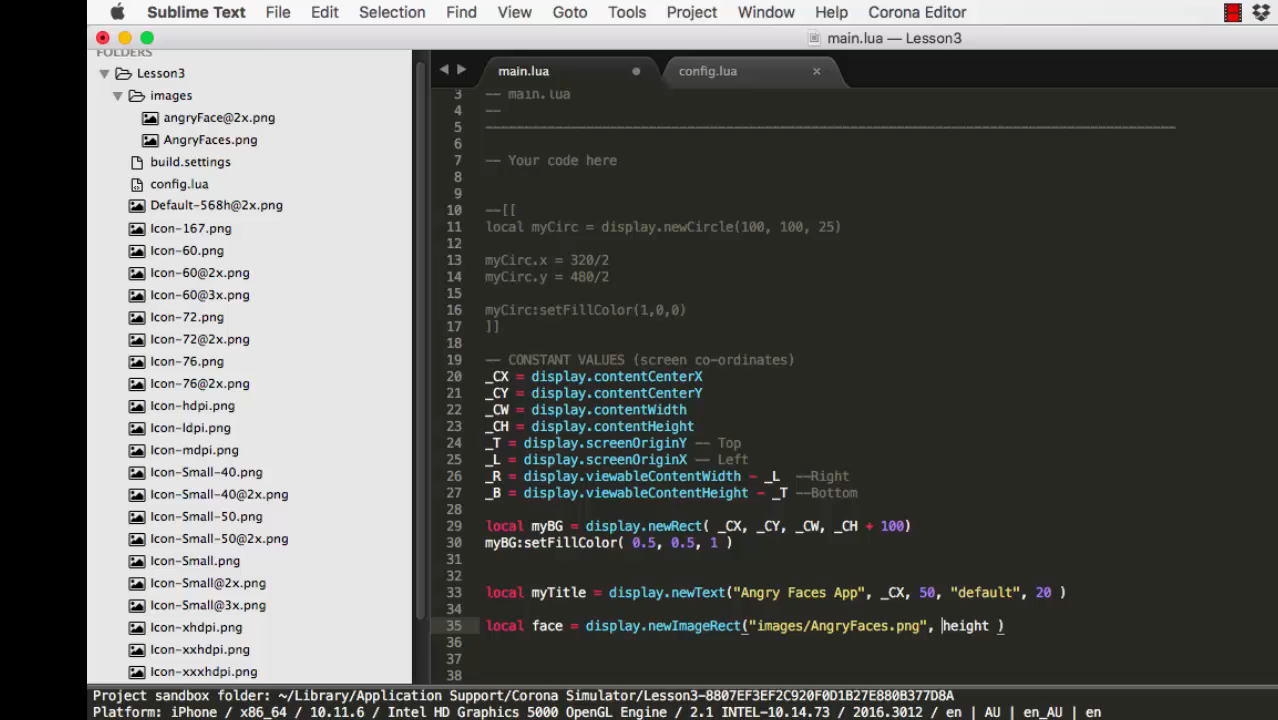 Sublime Text File Edit Selection Find View Goto Tools Project Window Help Corona Editor
main.lua — Lesson3
FOLDERS
Lesson3
images
angryFace@2x.png
AngryFaces.png
build.settings
config.lua
Default-568h@2x.png
Icon-167.png
Icon-60.png
Icon-60@2x.png
Icon-60@3x.png
Icon-72.png
Icon-72@2x.png
Icon-76.png
Icon-76@2x.png
Icon-hdpi.png
Icon-ldpi.png
Icon-mdpi.png
Icon-Small-40.png
Icon-Small-40@2x.png
Icon-Small-50.png
Icon-Small-50@2x.png
Icon-Small.png
Icon-Small@2x.png
Icon-Small@3x.png
Icon-xhdpi.png
Icon-xxhdpi.png
Icon-xxxhdpi.png
main.lua config.lua
3 -- main.lua
4 --
5 -----------------------------------------------------------------------------------------
6
7 -- Your code here
8
9
10 --[[
11 local myCirc = display.newCircle(100, 100, 25)
12
13 myCirc.x = 320/2
14 myCirc.y = 480/2
15
16 myCirc:setFillColor(1,0,0)
17 ]]
18
19 -- CONSTANT VALUES (screen co-ordinates)
20 _CX = display.contentCenterX
21 _CY = display.contentCenterY
22 _CW = display.contentWidth
23 _CH = display.contentHeight
24 _T = display.screenOriginY -- Top
25 _L = display.screenOriginX -- Left
26 _R = display.viewableContentWidth - _L --Right
27 _B = display.viewableContentHeight - _T --Bottom
28
29 local myBG = display.newRect( _CX, _CY, _CW, _CH + 100)
30 myBG:setFillColor( 0.5, 0.5, 1 )
31
32
33 local myTitle = display.newText("Angry Faces App", _CX, 50, "default", 20 )
34
35 local face = display.newImageRect("images/AngryFaces.png", height )
36
37
38
Project sandbox folder: ~/Library/Application Support/Corona Simulator/Lesson3-8807EF3EF2C920F0D1B27E880B377D8A
Platform: iPhone / x86_64 / 10.11.6 / Intel HD Graphics 5000 OpenGL Engine / 2.1 INTEL-10.14.73 / 2016.3012 / en | AU | en_AU | en